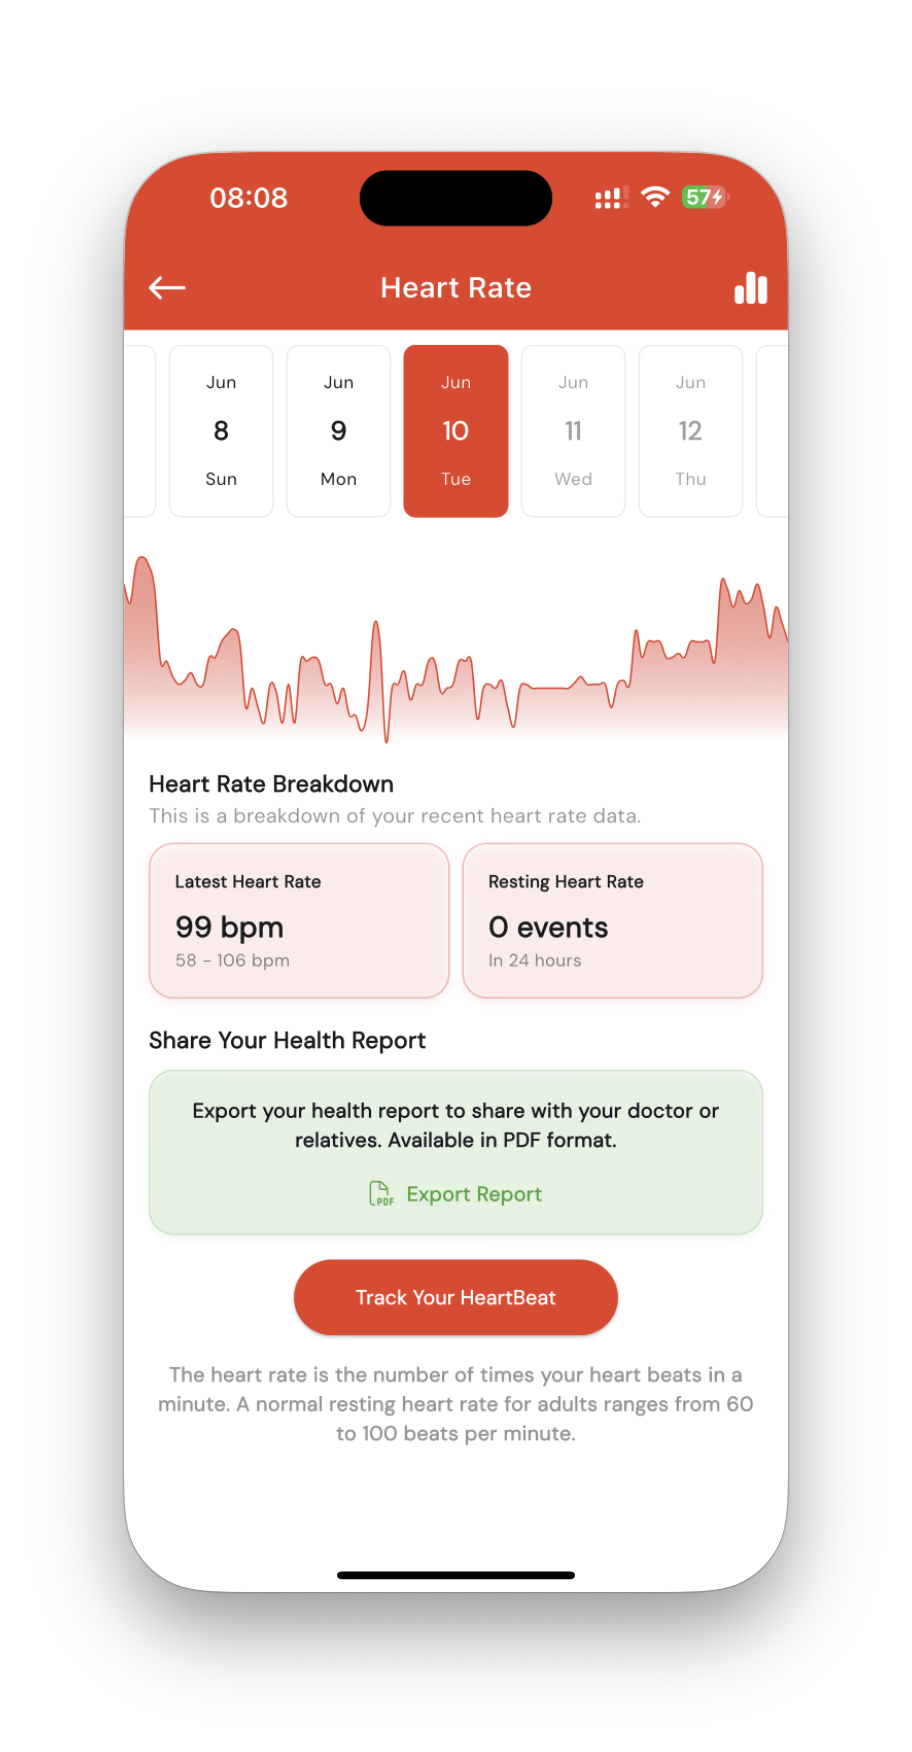 08:08
57
Heart Rate
Jun
8
Sun
Jun
9
Mon
Jun
10
Tue
Jun
11
Wed
Jun
12
Thu
Heart Rate Breakdown
This is a breakdown of your recent heart rate data.
Latest Heart Rate
99 bpm
58 - 106 bpm
Resting Heart Rate
0 events
In 24 hours
Share Your Health Report
Export your health report to share with your doctor or
relatives. Available in PDF format.
PDF
Export Report
Track Your HeartBeat
The heart rate is the number of times your heart beats in a
minute. A normal resting heart rate for adults ranges from 60
to 100 beats per minute.